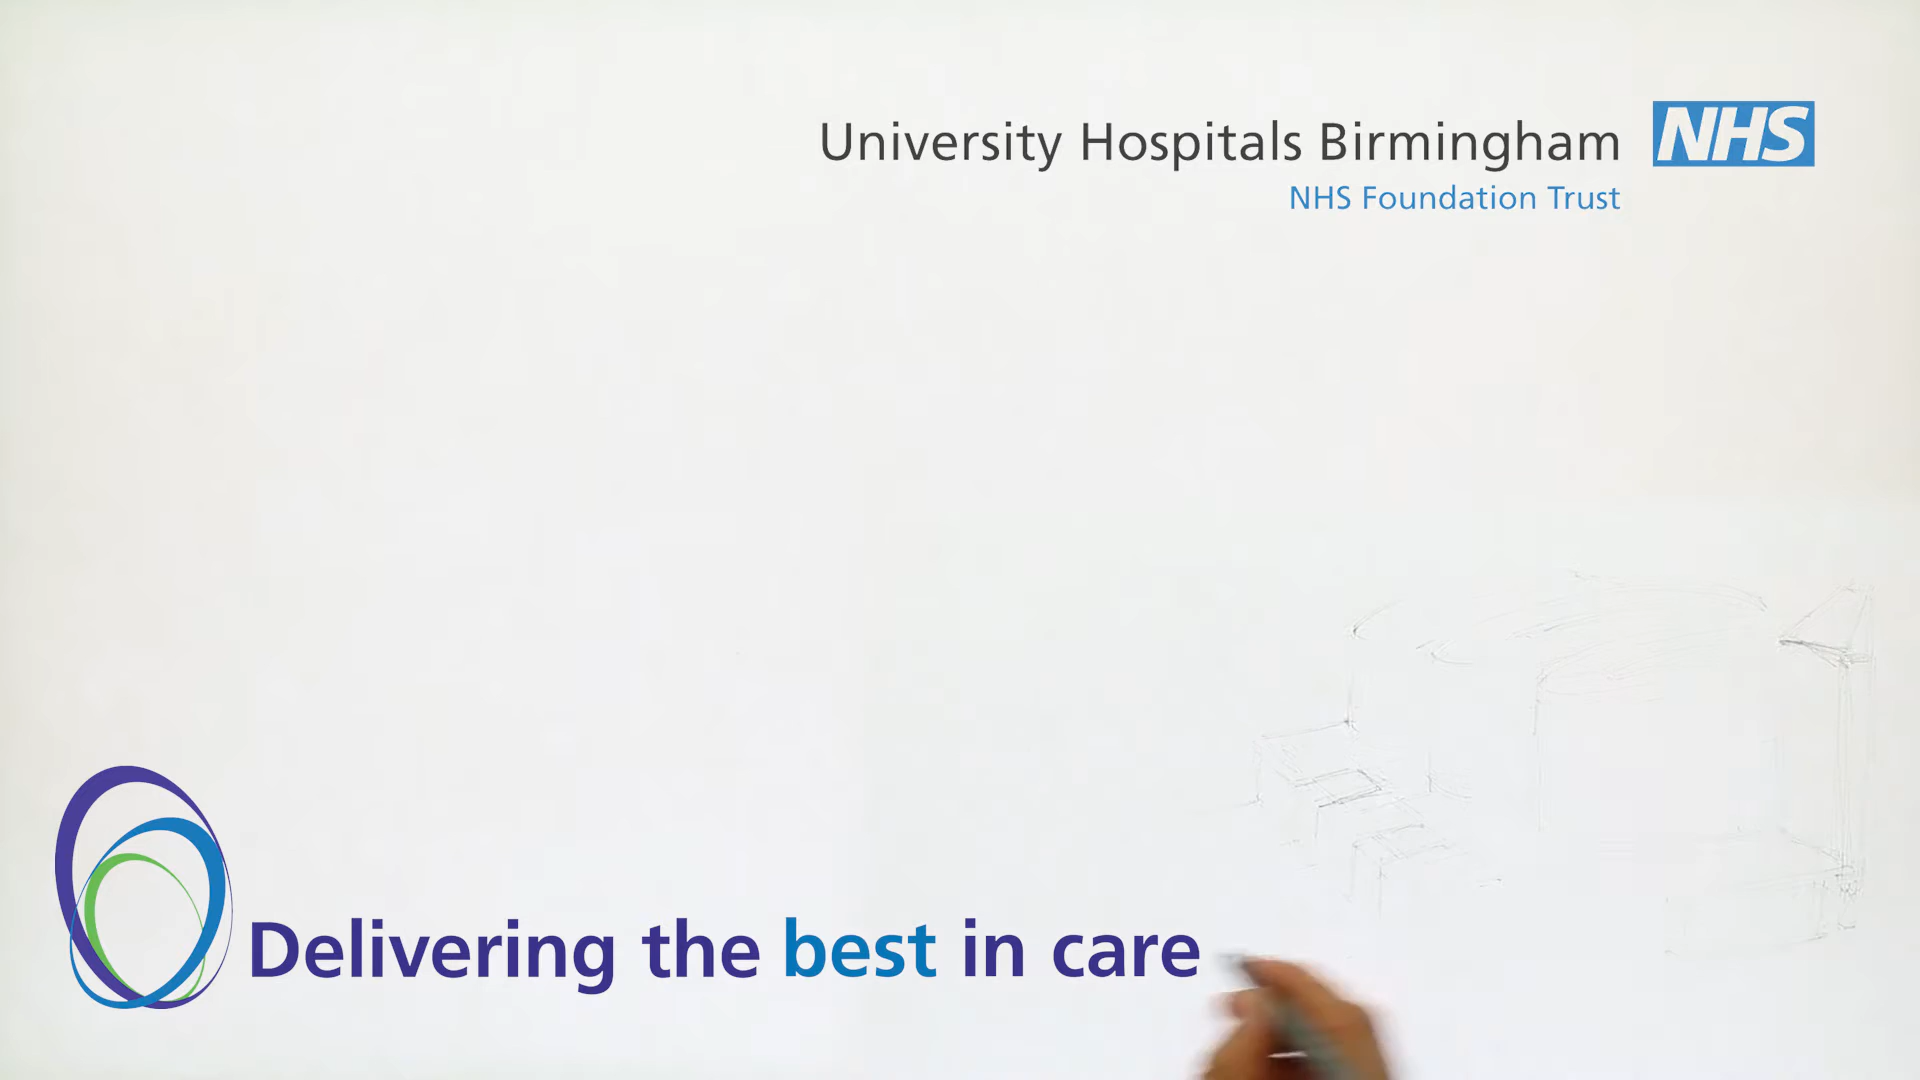 University Hospitals Birmingham NHS
NHS Foundation Trust
Delivering the best in care